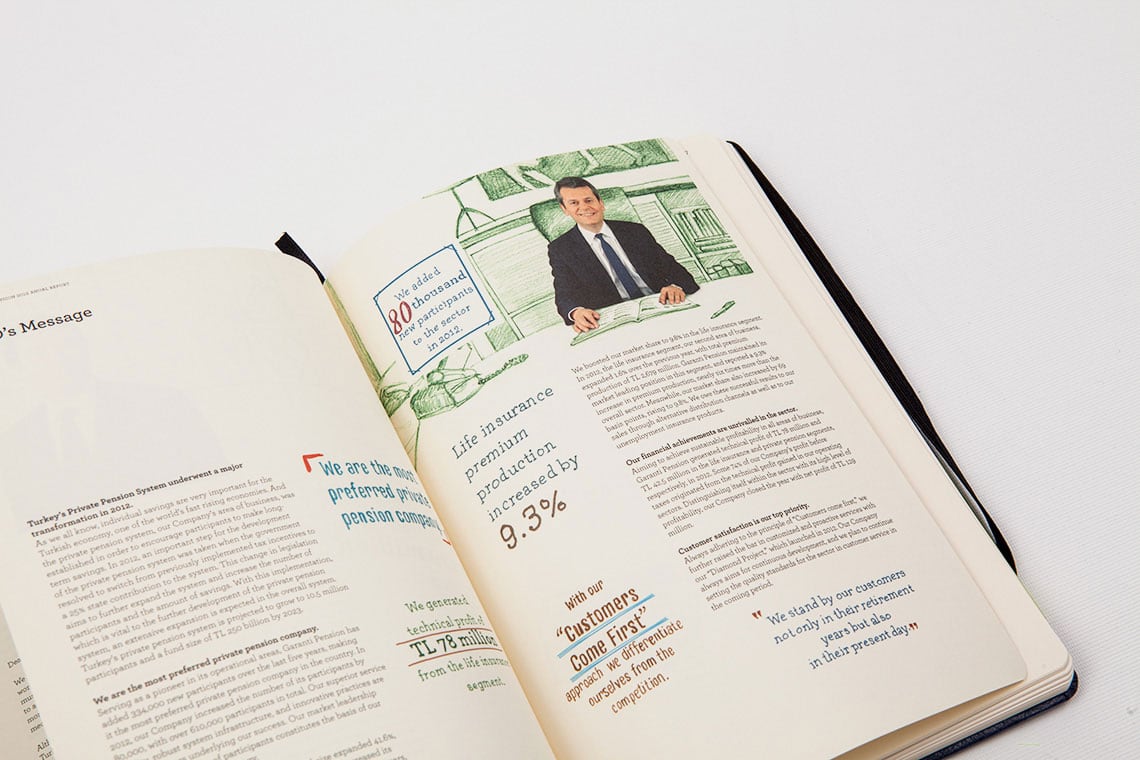 2012 ANUAL REPORT
's Message
Turkey's Private Pension System underwent a major
transformation in 2012.
As we all know, individual savings are very important for the
Turkish economy, one of the world's fast rising economies. And
the private pension system, our Company's area of business, was
established in order to encourage participants to make long-
term savings. In 2012, an important step for the development
of the private pension system was taken when the government
resolved to switch from previously implemented tax incentives to
a 25% state contribution to the system. This change in legislation
aims to further expand the system and increase the number of
participants and the amount of savings. With this implementation,
which is vital to the further development of the private pension
system, an extensive expansion is expected in the overall system.
Turkey's private pension system is projected to grow to 10.5 million
participants and a fund size of TL 250 billion by 2023.
We are the most preferred private pension company.
Serving as a pioneer in its operational areas, Garanti Pension has
added 334,000 new participants over the last five years, making
the most preferred private pension company in the country. In
2012, our Company increased the number of its participants by
80,000, with over 610,000 participants in total. Our superior service
robust system infrastructure, and innovative practices are
underlying our success. Our market leadership
of participants constitutes the basis of our
expanded 41.6%,
increased its
We are the most
preferred private
pension company
We generated
technical profit of
TL 78 million
from the life insurance
segment.
7
We added
80 thousand
new participants
to the sector
in 2012.
Life insurance
premium
production
increased by
9.3%
With our
"Customers
Come First"
approach we differentiate
ourselves from the
competition.
We boosted our market share to 9.8% in the life insurance segment.
In 2012, the life insurance segment, our second area of business,
expanded 1.6% over the previous year, with total premium
production of TL 2,679 million. Garanti Pension maintained its
market leading position in this segment, and reported a 9.3%
increase in premium production, nearly six times more than the
overall sector. Meanwhile, our market share also increased by 69
basis points, rising to 9.8%. We owe these successful results to our
sales through alternative distribution channels as well as to our
unemployment insurance products.
Our financial achievements are unrivalled in the sector.
Aiming to achieve sustainable profitability in all areas of business,
Garanti Pension generated technical profit of TL 78 million and
TL 42.5 million in the life insurance and private pension segments,
respectively, in 2012. Some 74% of our Company's profit before
taxes originated from the technical profit gained in our operating
sectors. Distinguishing itself within the sector with its high level of
profitability, our Company closed the year with net profit of TL 129
million.
Customer satisfaction is our top priority.
Always adhering to the principle of "Customers come first", we
further raised the bar in customized and proactive services with
our "Diamond Project," which launched in 2012. Our Company
always aims for continuous development, and we plan to continue
setting the quality standards for the sector in customer service in
the coming period.
"We stand by our customers
not only in their retirement
years but also
in their present day."